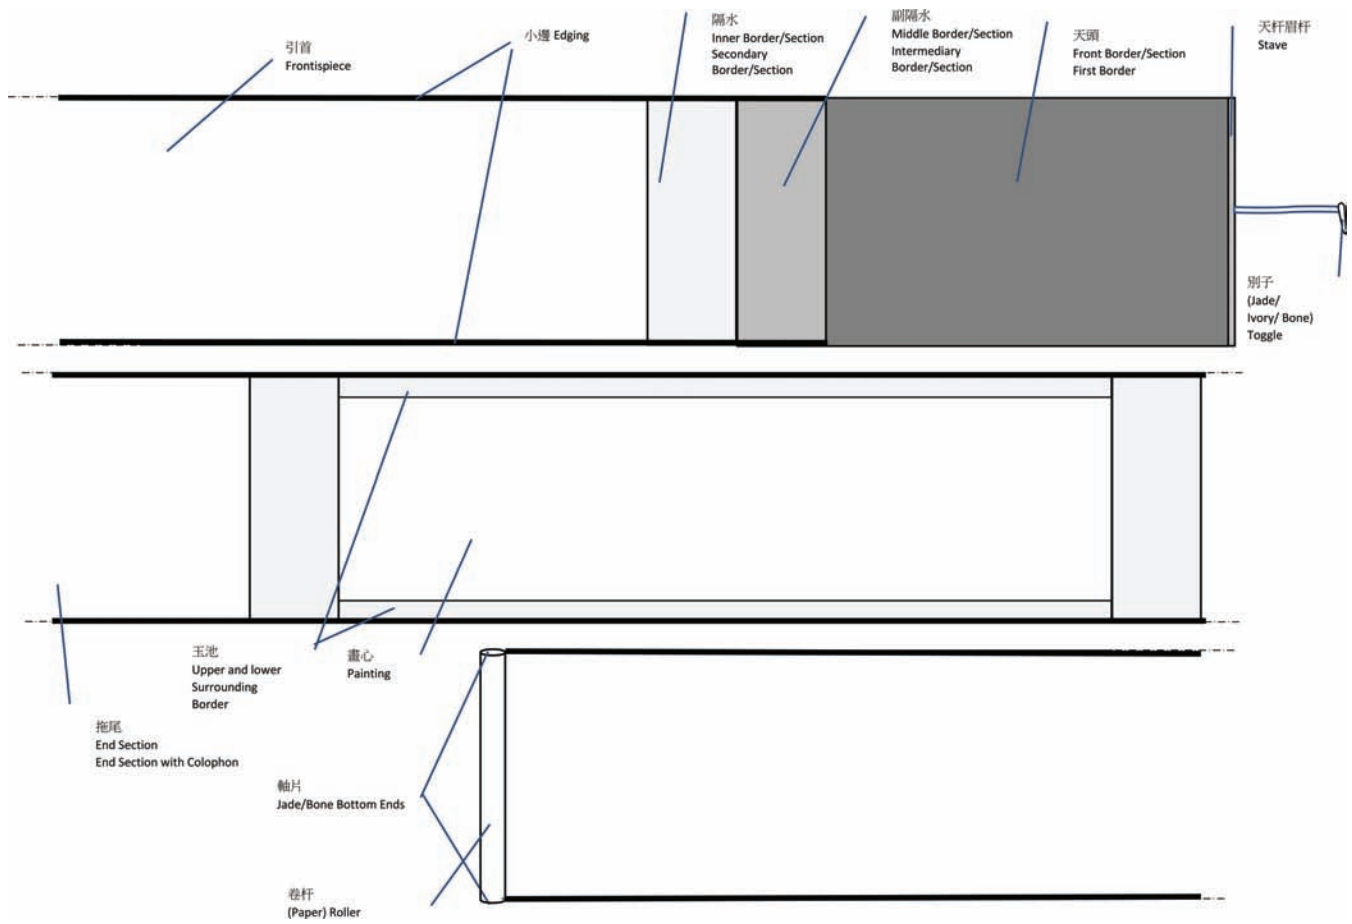 引首
Frontispiece
小邊 Edging
隔水
Inner Border/Section
Secondary
Border/Section
副隔水
Middle Border/Section
Intermediary
Border/Section
天頭
Front Border/Section
First Border
天杆眉杆
Stave
別子
(Jade/
Ivory/ Bone)
Toggle
玉池
Upper and lower
Surrounding
Border
畫心
Painting
拖尾
End Section
End Section with Colophon
軸片
Jade/Bone Bottom Ends
卷杆
(Paper) Roller